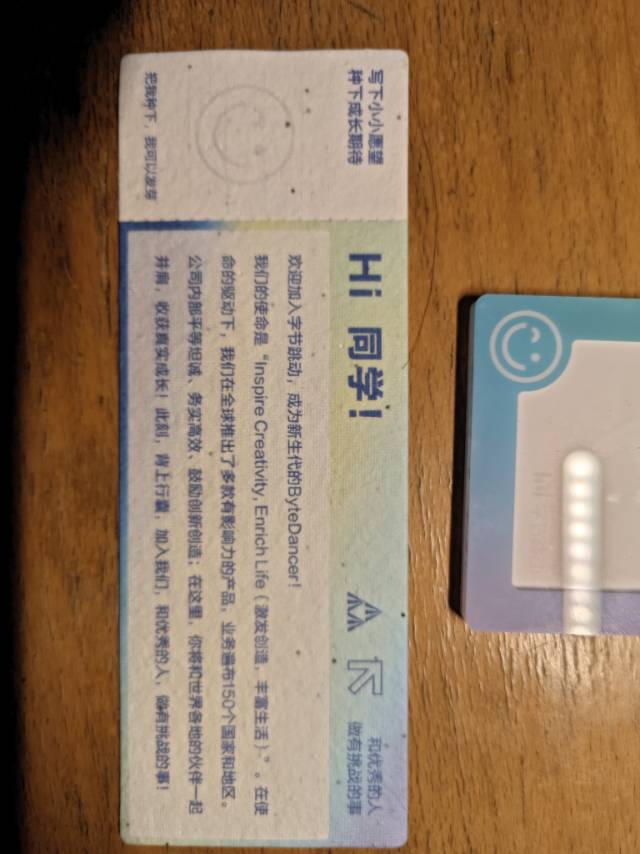 写下小小愿望
种下成长期待
把我种下，我可以发芽
Hi 同学！
和优秀的人
做有挑战的事
欢迎加入字节跳动，成为新生代的ByteDancer！
我们的使命是“Inspire Creativity, Enrich Life（激发创造，丰富生活）”。在使
命的驱动下，我们在全球推出了多款有影响力的产品，业务遍布150个国家和地区。
公司内部平等坦诚、务实高效、鼓励创新创造；在这里，你将和世界各地的伙伴一起
并肩，收获真实成长！此刻，背上行囊，加入我们，和优秀的人，做有挑战的事！